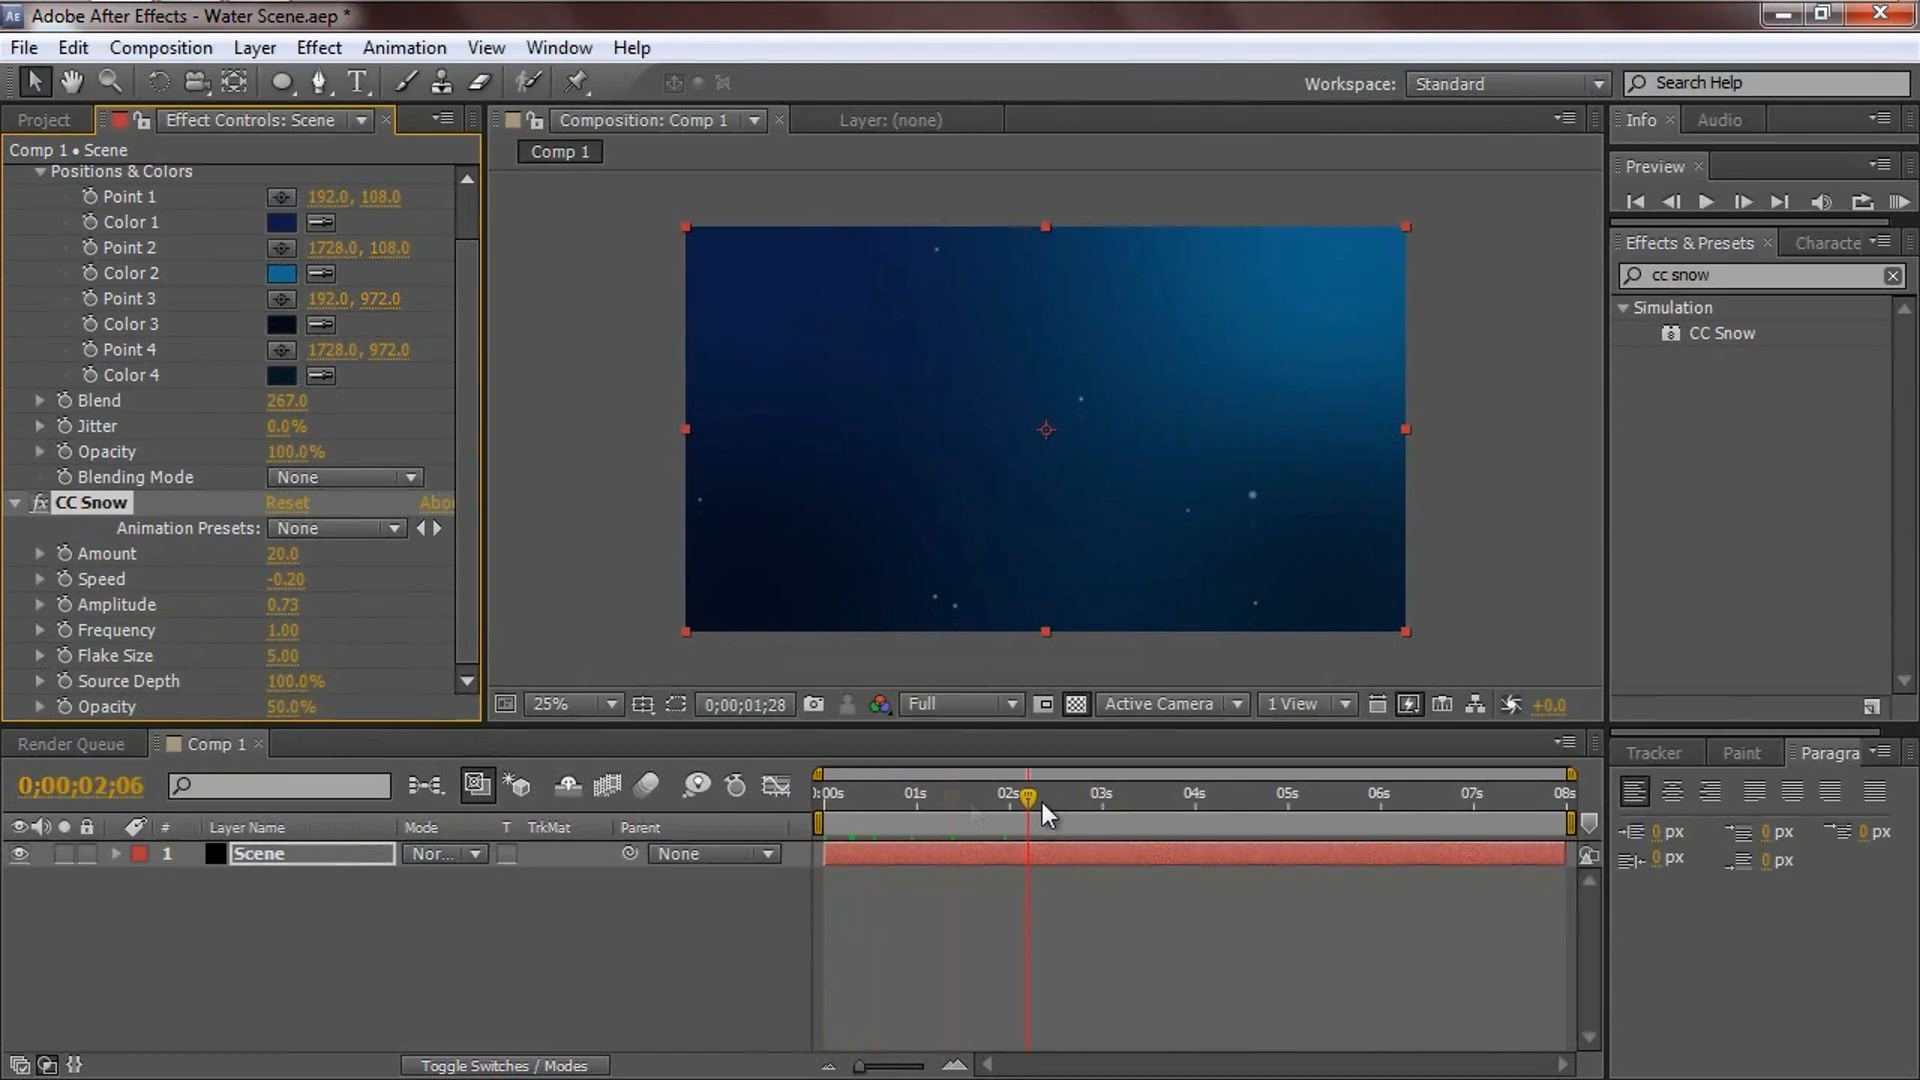 Adobe After Effects - Water Scene.aep *
File Edit Composition Layer Effect Animation View Window Help
Workspace: Standard Search Help
Project Effect Controls: Scene Composition: Comp 1 Layer: (none) Info Audio
Comp 1 • Scene
Comp 1
Preview
Positions & Colors
Point 1 192.0, 108.0
Color 1
Point 2 1728.0, 108.0
Color 2
Point 3 192.0, 972.0
Color 3
Point 4 1728.0, 972.0
Color 4
Blend 267.0
Jitter 0.0%
Opacity 100.0%
Blending Mode None
fx CC Snow Reset Abo
Animation Presets: None
Amount 20.0
Speed -0.20
Amplitude 0.73
Frequency 1.00
Flake Size 5.00
Source Depth 100.0%
Opacity 50.0%
25% 0;00;01;28 Full Active Camera 1 View +0.0
Effects & Presets Characte
cc snow
Simulation
CC Snow
Render Queue Comp 1
Tracker Paint Paragra
0;00;02;06
):00s 01s 02s 03s 04s 05s 06s 07s 08s
# Layer Name Mode T TrkMat Parent
1 Scene Nor... None
0 px 0 px 0 px
0 px 0 px
Toggle Switches / Modes